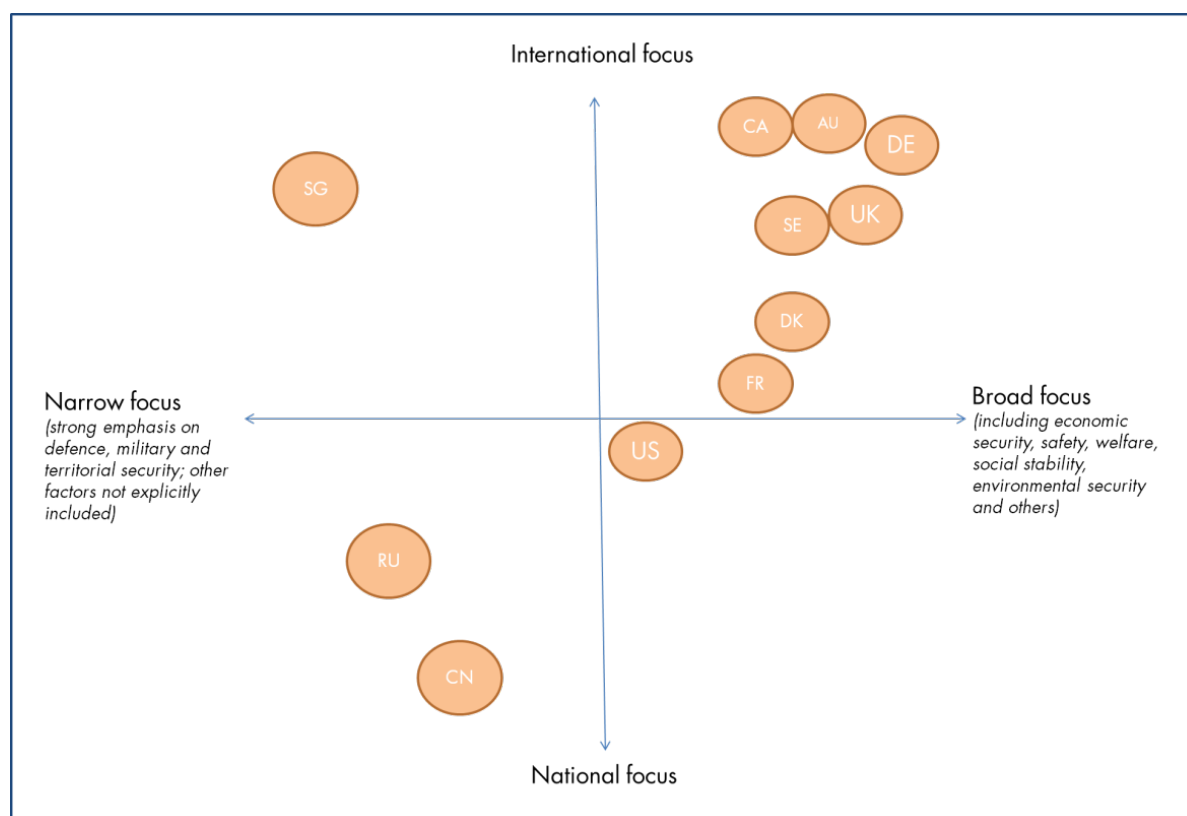 International focus
CA
AU
DE
SG
SE
UK
DK
FR
Narrow focus
(strong emphasis on
defence, military and
territorial security; other
factors not explicitly
included)
Broad focus
(including economic
security, safety, welfare,
social stability,
environmental security
and others)
US
RU
CN
National focus